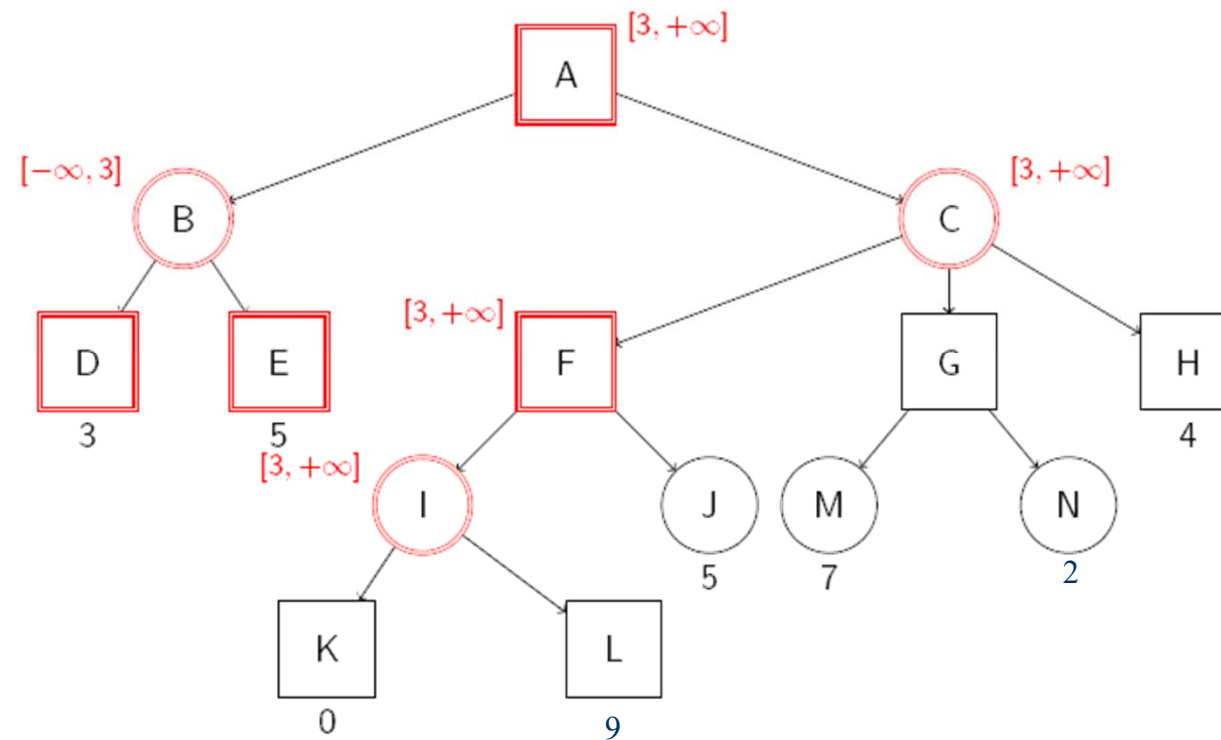 [3, +∞]
A
[−∞, 3]
B
[3, +∞]
C
D
3
E
5
[3, +∞]
F
G
H
4
[3, +∞]
I
J
5
M
7
N
2
K
0
L
9